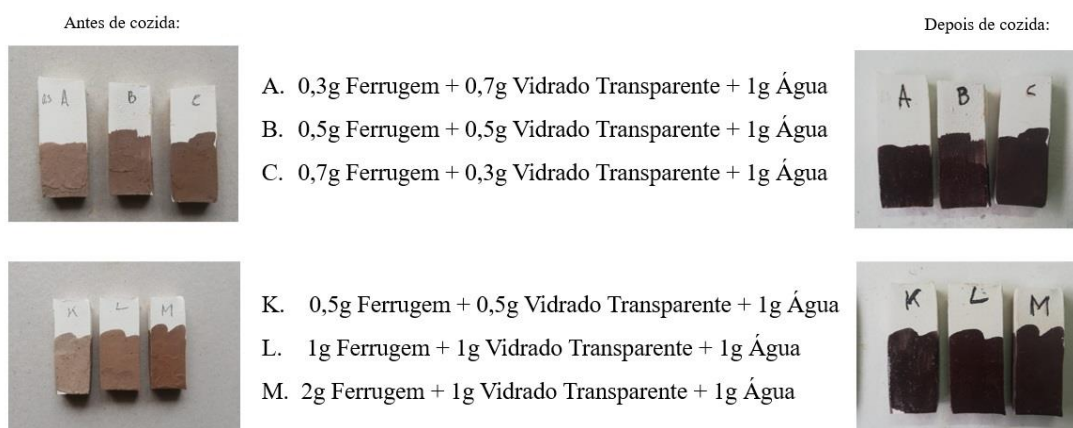 Antes de cozida:
Depois de cozida:
A B C
A. 0,3g Ferrugem + 0,7g Vidrado Transparente + 1g Água
B. 0,5g Ferrugem + 0,5g Vidrado Transparente + 1g Água
C. 0,7g Ferrugem + 0,3g Vidrado Transparente + 1g Água
A B C
K L M
K. 0,5g Ferrugem + 0,5g Vidrado Transparente + 1g Água
L. 1g Ferrugem + 1g Vidrado Transparente + 1g Água
M. 2g Ferrugem + 1g Vidrado Transparente + 1g Água
K L M